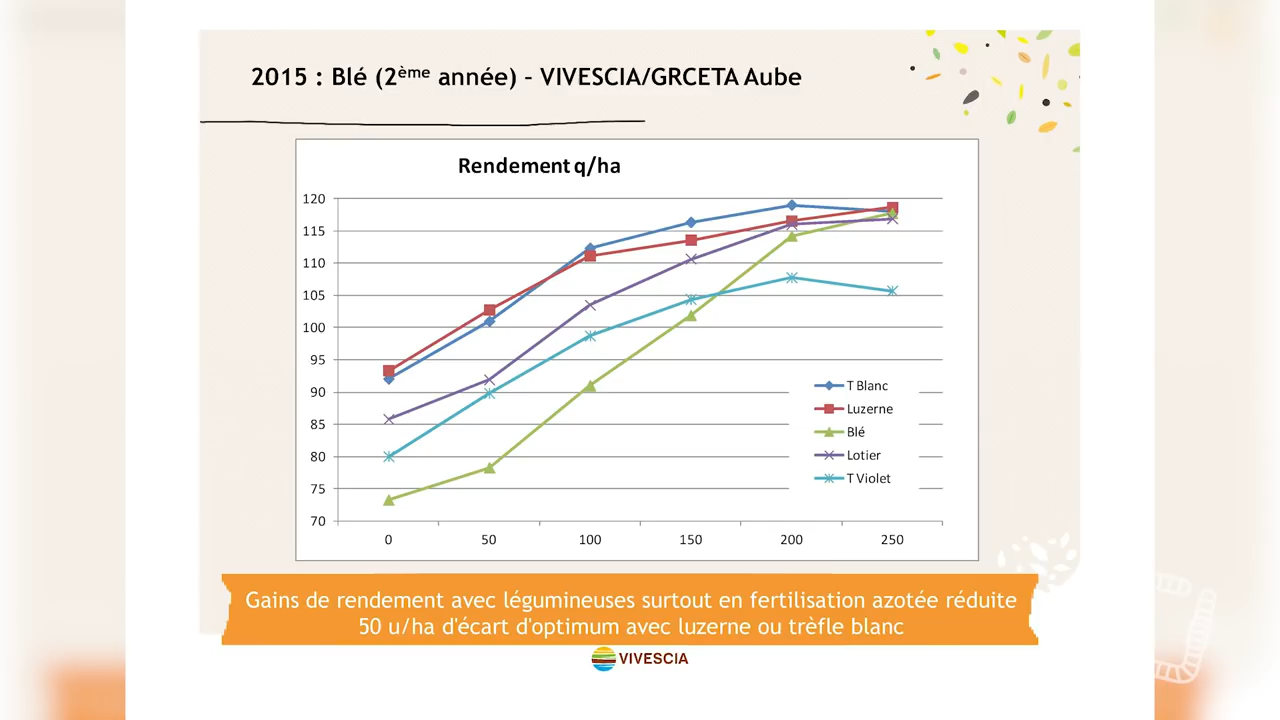 2015 : Blé (2ème année) – VIVESCIA/GRCETA Aube
Rendement q/ha
120
115
110
105
100
95
90
85
80
75
70
0 50 100 150 200 250
T Blanc
Luzerne
Blé
Lotier
T Violet
Gains de rendement avec légumineuses surtout en fertilisation azotée réduite
50 u/ha d'écart d'optimum avec luzerne ou trèfle blanc
VIVESCIA